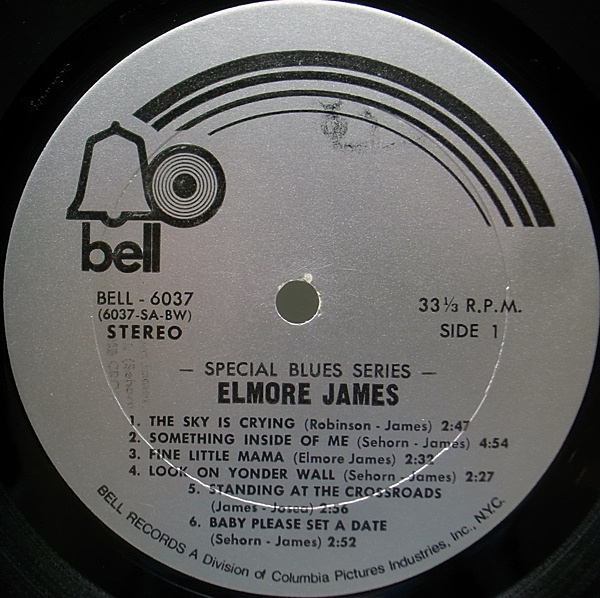 bell
BELL - 6037
(6037-SA-BW)
STEREO
33⅓ R.P.M.
SIDE 1
— SPECIAL BLUES SERIES —
ELMORE JAMES
1. THE SKY IS CRYING (Robinson - James) 2:47
2. SOMETHING INSIDE OF ME (Sehorn - James) 4:54
3. FINE LITTLE MAMA (Elmore James) 2:32
4. LOOK ON YONDER WALL (Sehorn - James) 2:27
5. STANDING AT THE CROSSROADS
(James - Josea) 2:56
6. BABY PLEASE SET A DATE
(Sehorn - James) 2:52
BELL RECORDS A Division of Columbia Pictures Industries, Inc., N.Y.C.